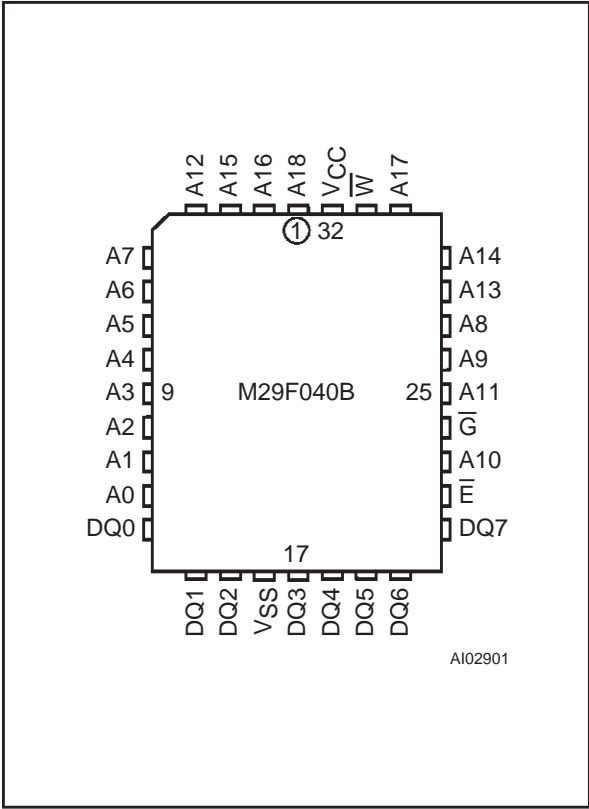 A12 A15 A16 A18 VCC W̅ A17
1 32
A7 A14
A6 A13
A5 A8
A4 A9
A3 9 M29F040B 25 A11
A2 G̅
A1 A10
A0 E̅
DQ0 DQ7
17
DQ1 DQ2 VSS DQ3 DQ4 DQ5 DQ6
AI02901